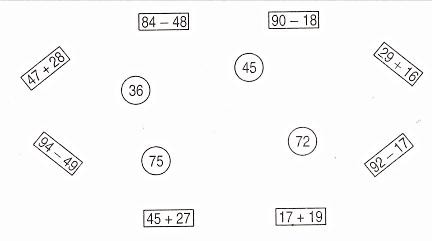 84 – 48
90 – 18
47 + 28
45
29 + 16
36
94 – 49
75
72
92 – 17
45 + 27
17 + 19